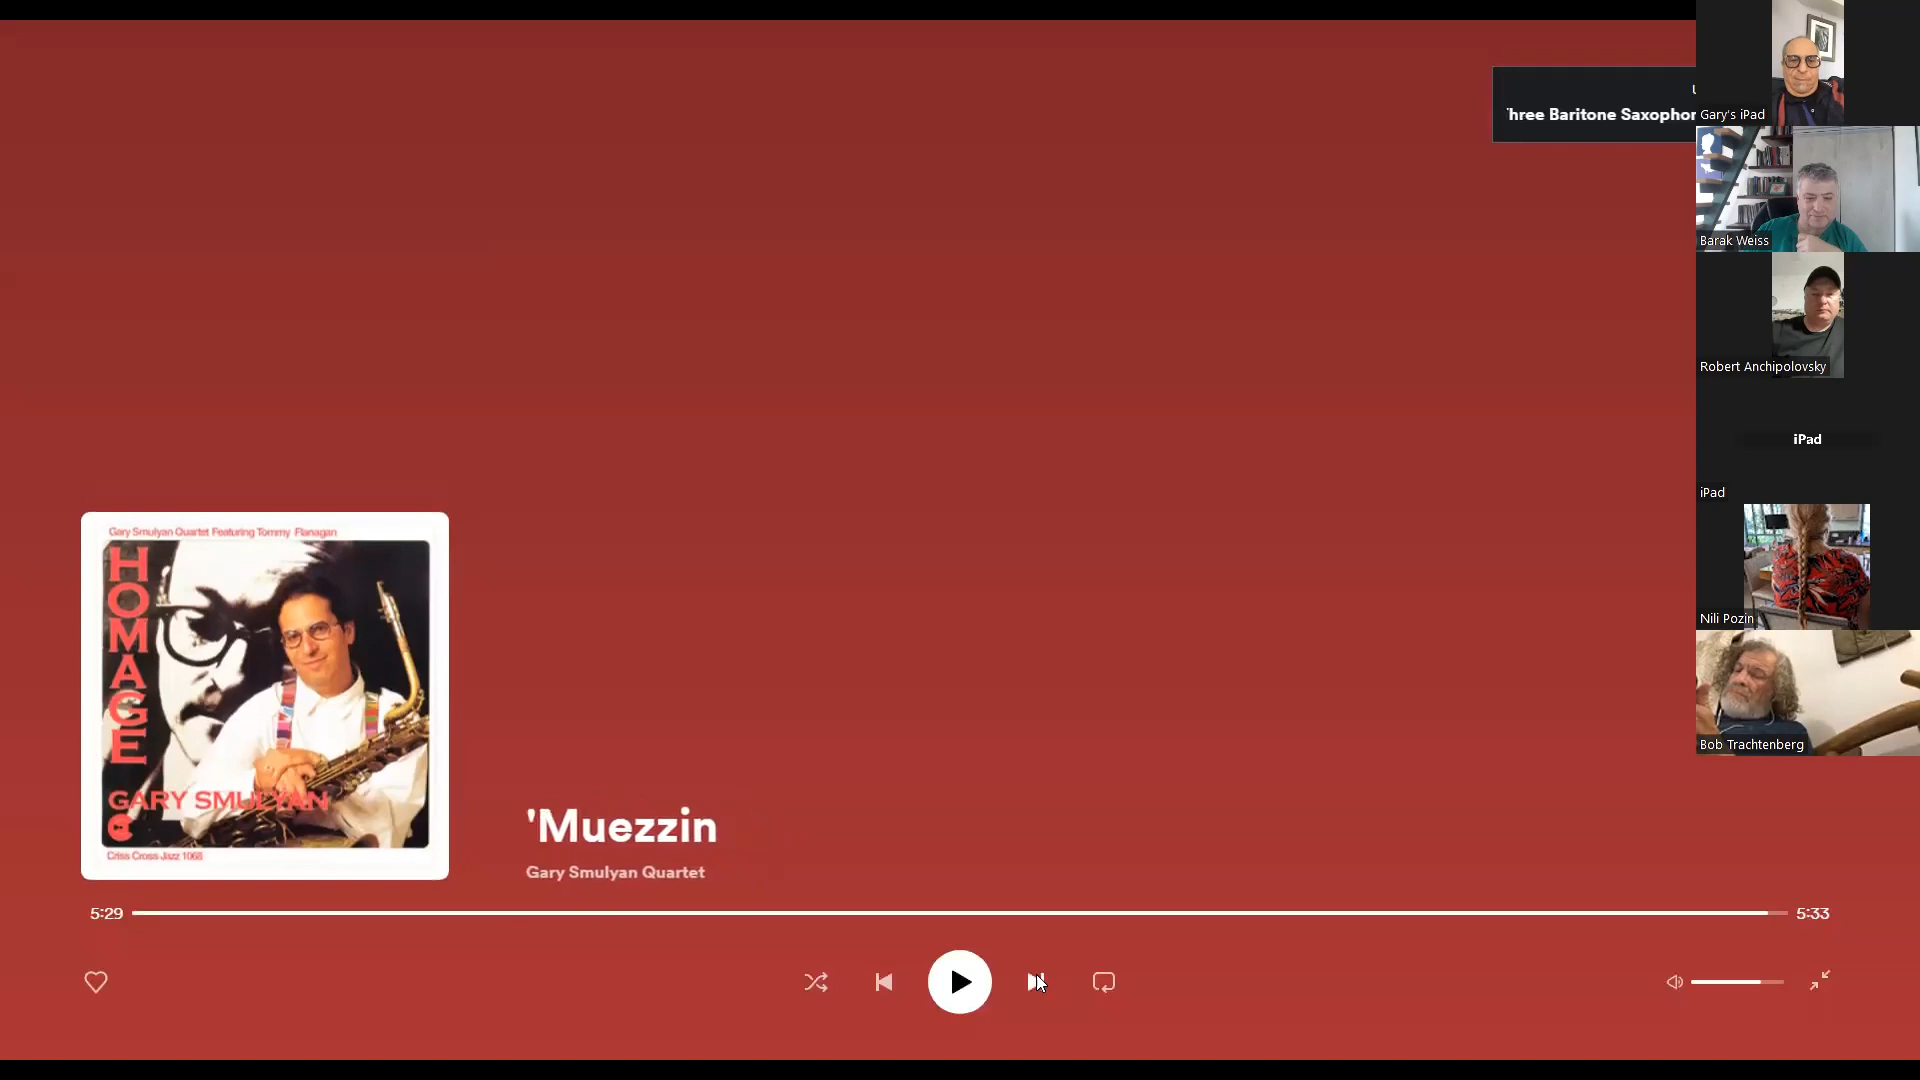 hree Baritone Saxophor
Gary's iPad
Barak Weiss
Robert Anchipolovsky
iPad
iPad
Nili Pozin
Bob Trachtenberg
Gary Smulyan Quartet Featuring Tommy Flanagan
HOMAGE
GARY SMULYAN
Criss Cross Jazz 1068
'Muezzin
Gary Smulyan Quartet
5:29
5:33